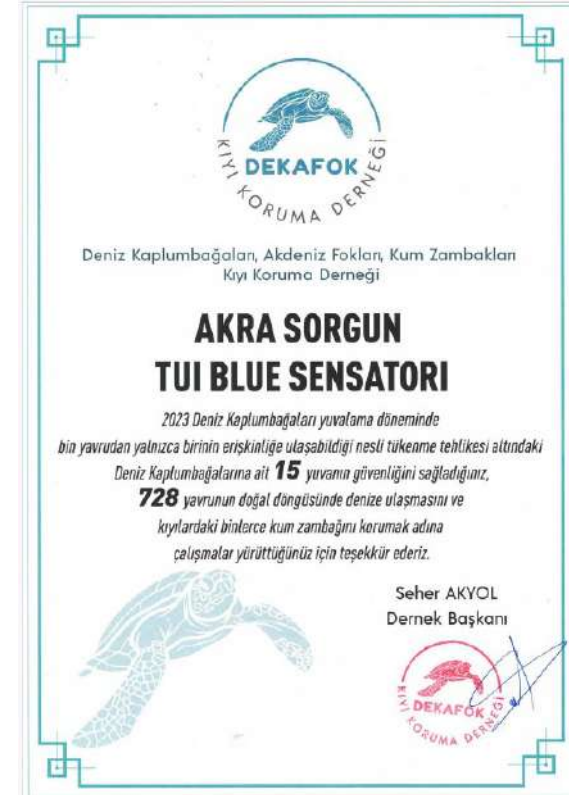 DEKAFOK
KIYI KORUMA DERNEĞİ
Deniz Kaplumbağaları, Akdeniz Fokları, Kum Zambakları
Kıyı Koruma Derneği
AKRA SORGUN
TUI BLUE SENSATORI
2023 Deniz Kaplumbağaları yuvalama döneminde
bin yavrudan yalnızca birinin erişkinliğe ulaşabildiği nesli tükenme tehlikesi altındaki
Deniz Kaplumbağalarına ait 15 yuvanın güvenliğini sağladığınız,
728 yavrunun doğal döngüsünde denize ulaşmasını ve
kıyılardaki binlerce kum zambağını korumak adına
çalışmalar yürüttüğünüz için teşekkür ederiz.
Seher AKYOL
Dernek Başkanı
DEKAFOK
KIYI KORUMA DERNEĞİ